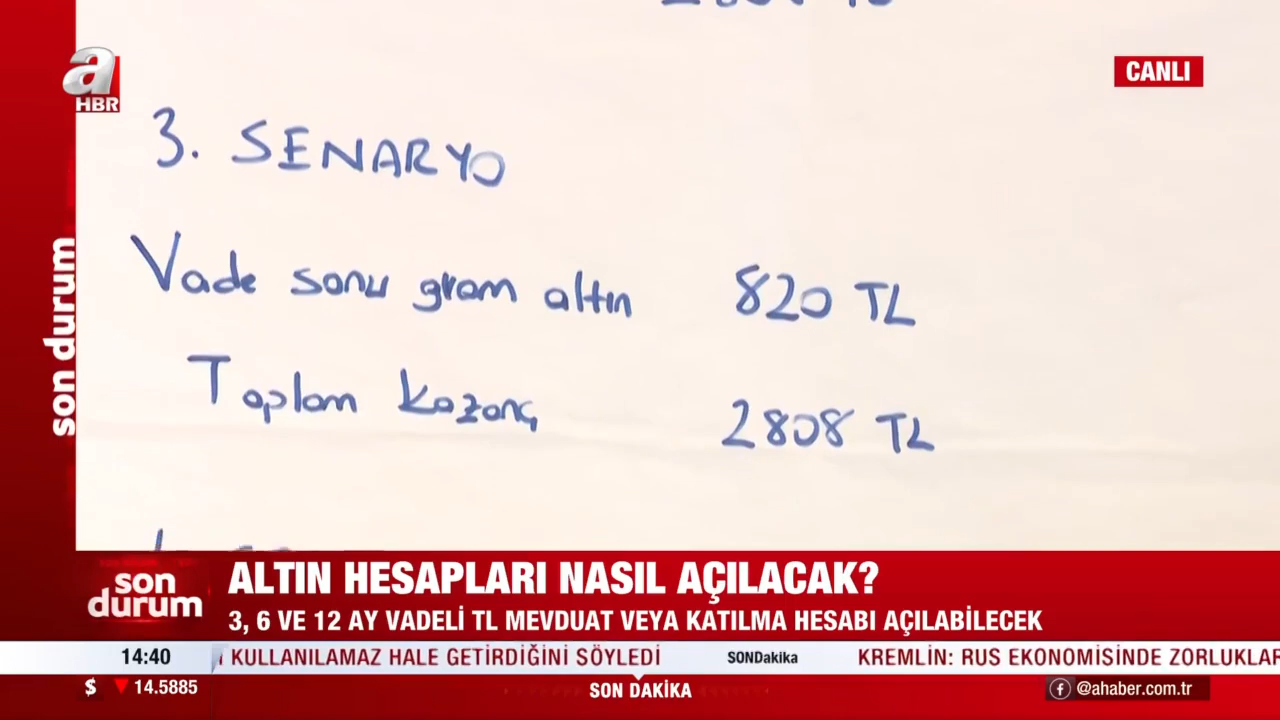 a
HBR
CANLI
3. SENARYO
Vade sonu gram altın 820 TL
Toplam kazanç 2808 TL
son durum
son durum
ALTIN HESAPLARI NASIL AÇILACAK?
3, 6 VE 12 AY VADELİ TL MEVDUAT VEYA KATILMA HESABI AÇILABİLECEK
14:40 KULLANILAMAZ HALE GETİRDİĞİNİ SÖYLEDİ SONDakika KREMLİN: RUS EKONOMİSİNDE ZORLUKLAR
$ 14.5885 SON DAKİKA @ahaber.com.tr